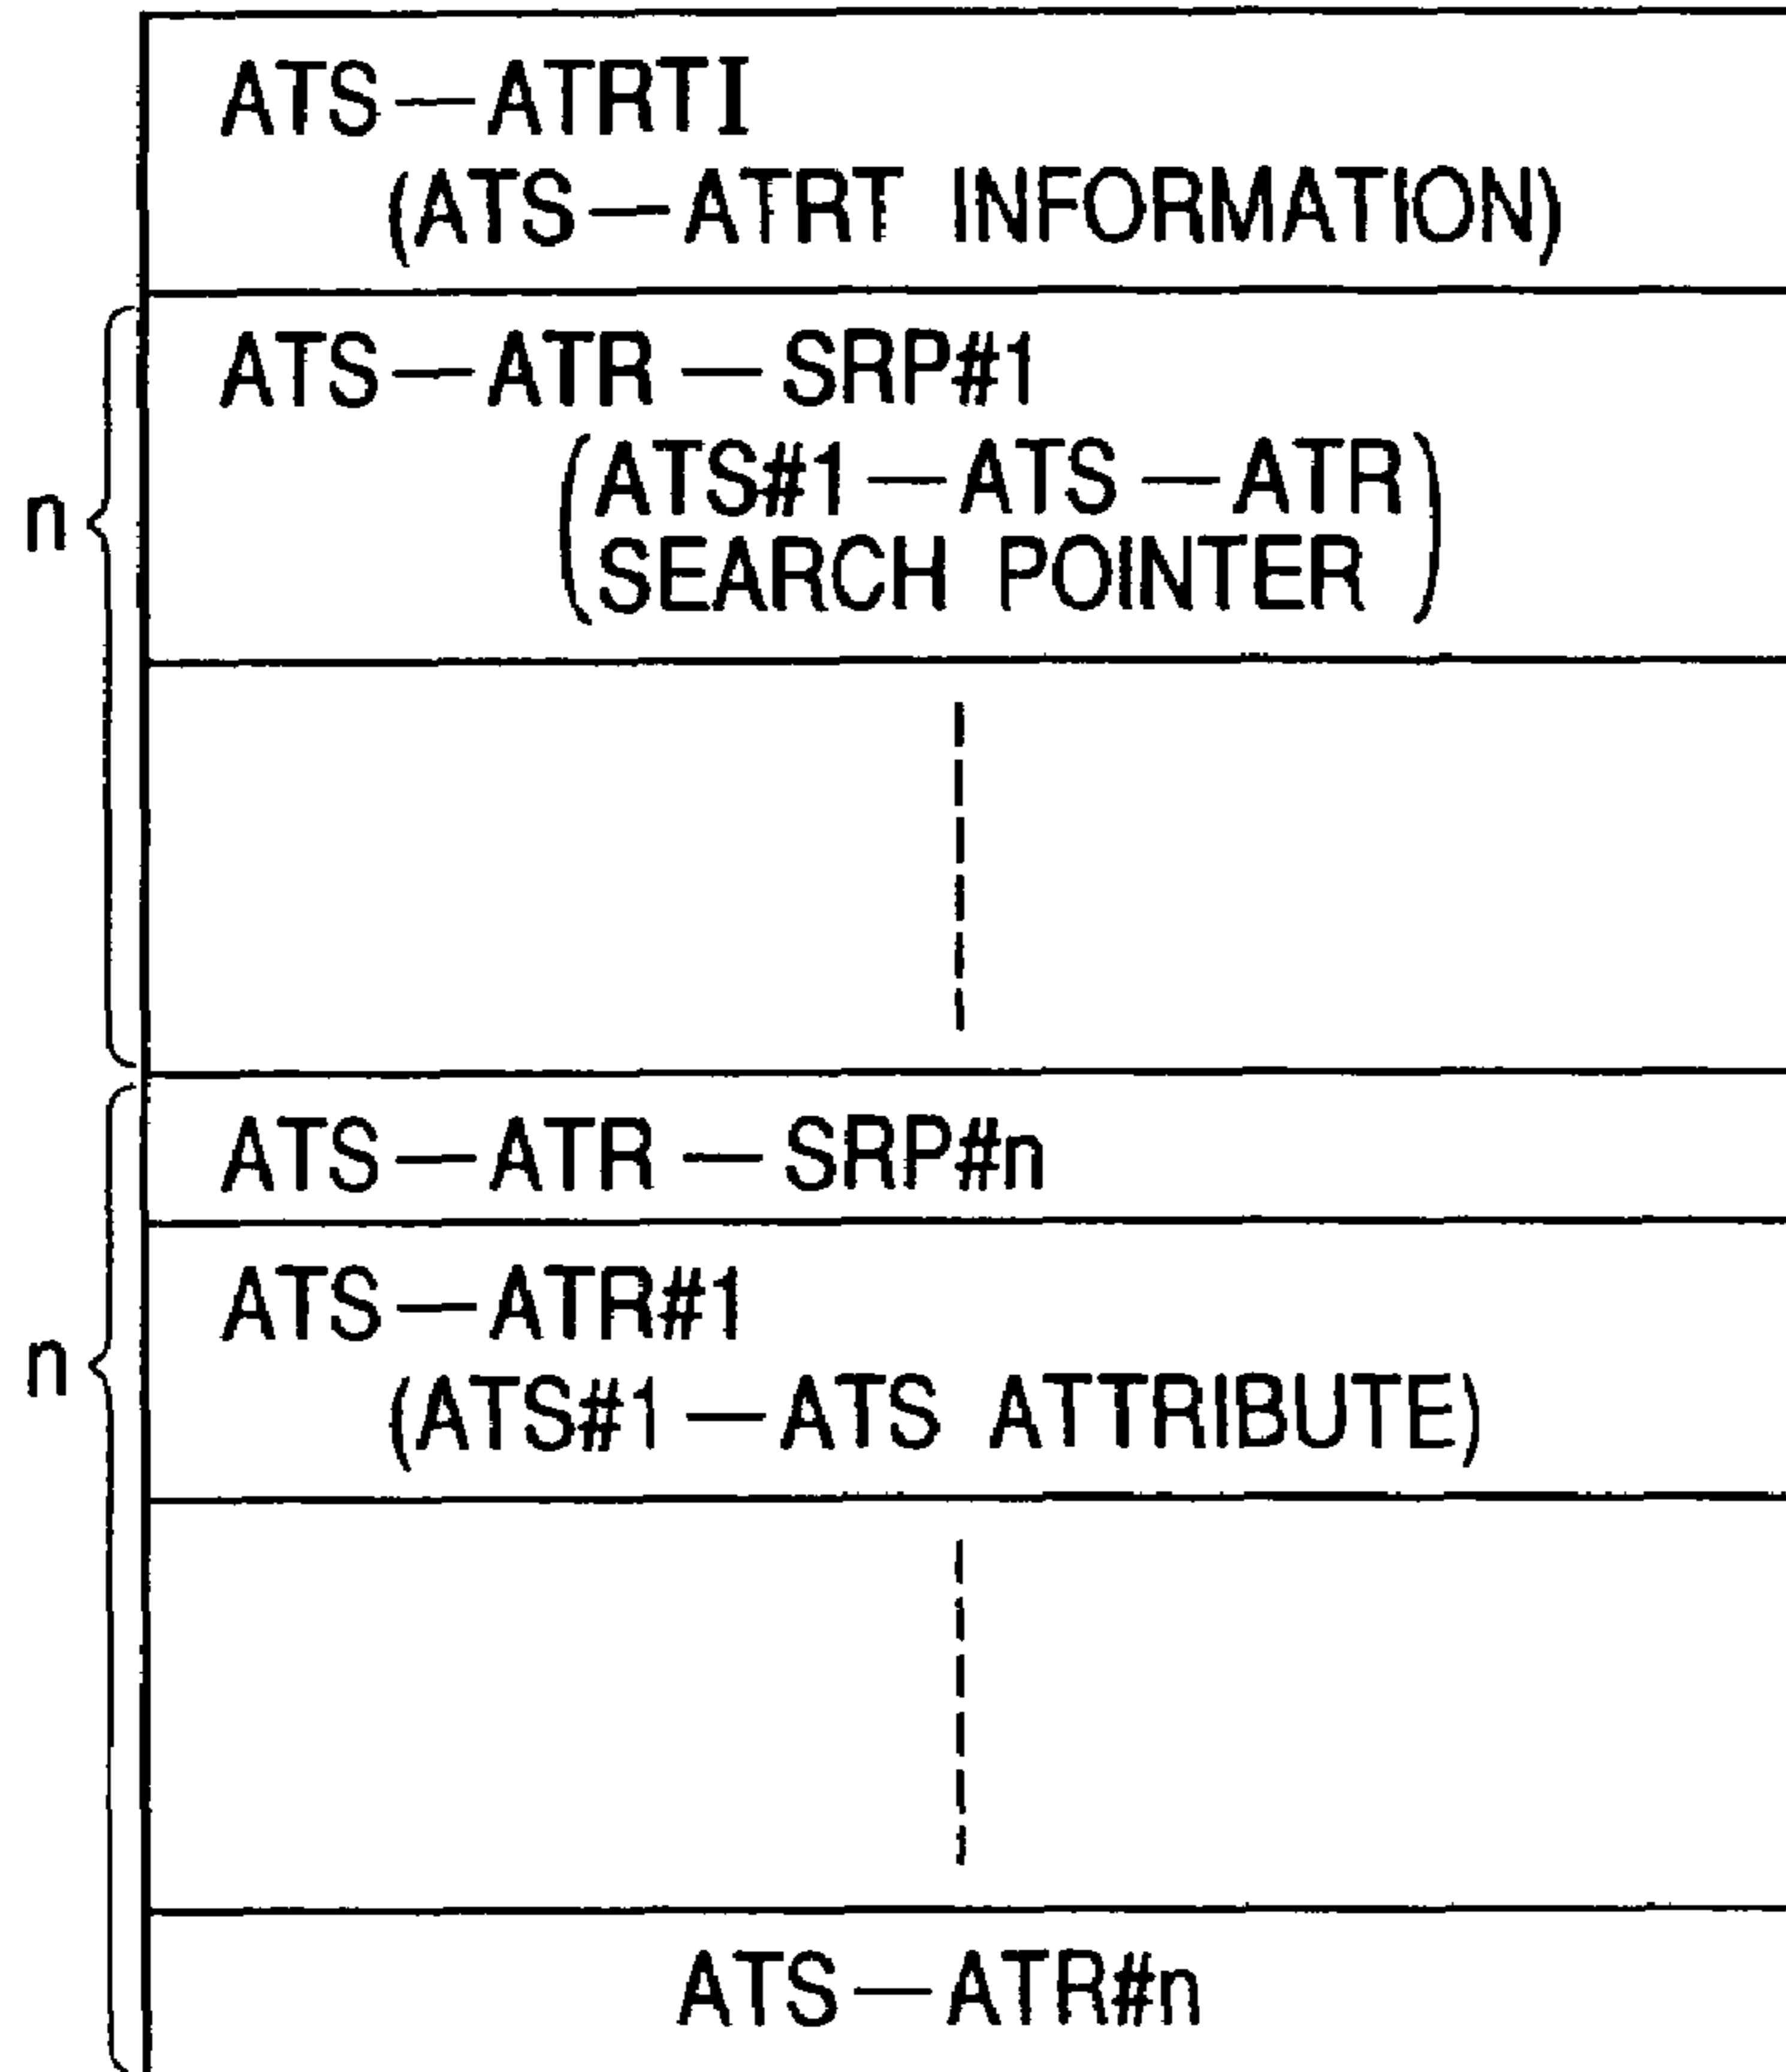 ATS—ATRTI
(ATS—ATRT INFORMATION)
n
ATS—ATR—SRP#1
(ATS#1—ATS—ATR
SEARCH POINTER)
ATS—ATR—SRP#n
ATS—ATR#1
n
(ATS#1—ATS ATTRIBUTE)
ATS—ATR#n